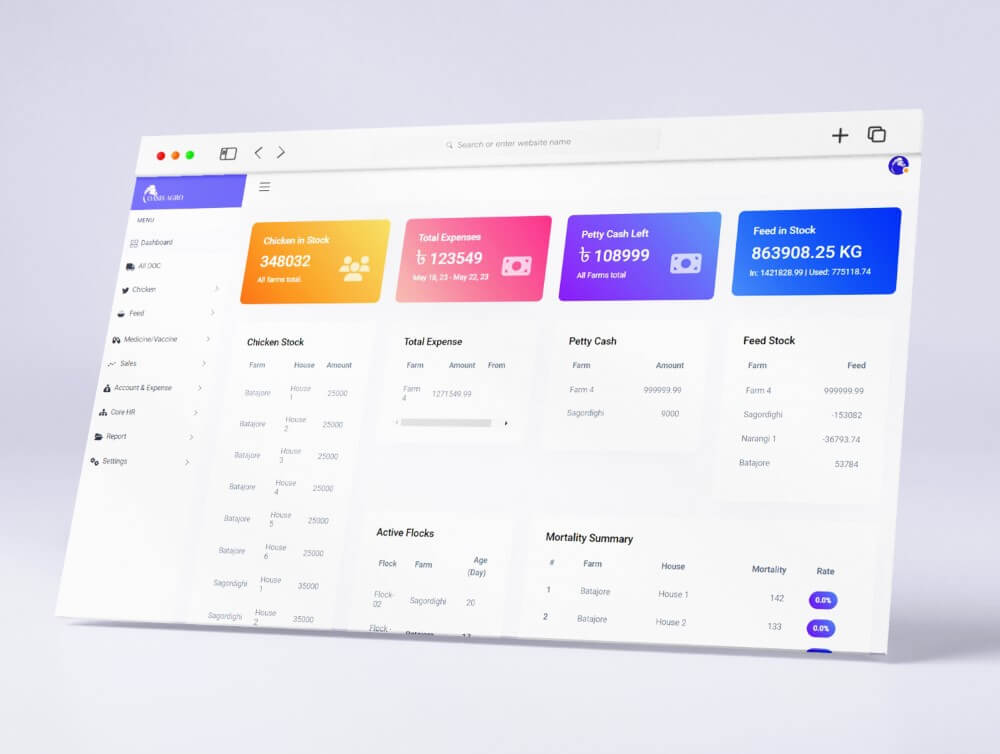 Search or enter website name
OASIS AGRO
MENU
Dashboard
All DOC
Chicken
Feed
Medicine/Vaccine
Sales
Account & Expense
Core HR
Report
Settings
Chicken in Stock
348032
All farms total
Total Expenses
৳ 123549
May 18, 23 - May 22, 23
Petty Cash Left
৳ 108999
All Farms total
Feed in Stock
863908.25 KG
In: 1421828.99 | Used: 775118.74
Chicken Stock
Farm House Amount
Batajore House 1 25000
Batajore House 2 25000
Batajore House 3 25000
Batajore House 4 25000
Batajore House 5 25000
Batajore House 6 25000
Sagordighi House 1 35000
Sagordighi House 2 35000
Total Expense
Farm Amount From
Farm 4 1271549.99
Petty Cash
Farm Amount
Farm 4 999999.99
Sagordighi 9000
Feed Stock
Farm Feed
Farm 4 999999.99
Sagordighi -153082
Narangi 1 -36793.74
Batajore 53784
Active Flocks
Flock Farm Age (Day)
Flock-02 Sagordighi 20
Flock- Batajore 17
Mortality Summary
# Farm House Mortality Rate
1 Batajore House 1 142 0.0%
2 Batajore House 2 133 0.0%